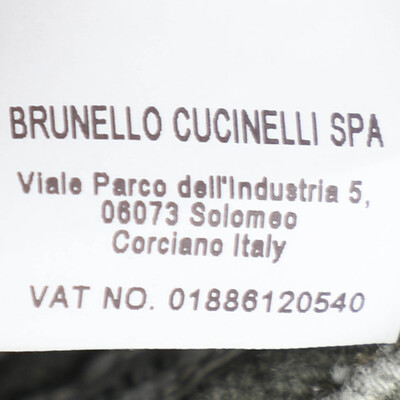 BRUNELLO CUCINELLI SPA
Viale Parco dell'Industria 5,
06073 Solomeo
Corciano Italy
VAT NO. 01886120540